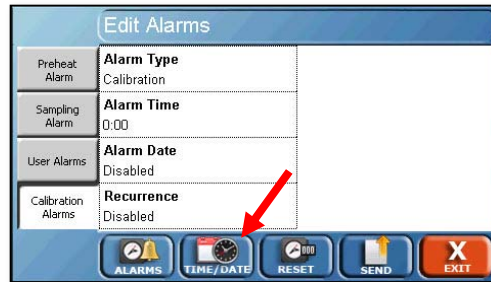 Edit Alarms
Preheat
Alarm
Sampling
Alarm
User Alarms
Calibration
Alarms
Alarm Type
Calibration
Alarm Time
0:00
Alarm Date
Disabled
Recurrence
Disabled
ALARMS
TIME/DATE
RESET
SEND
X
EXIT